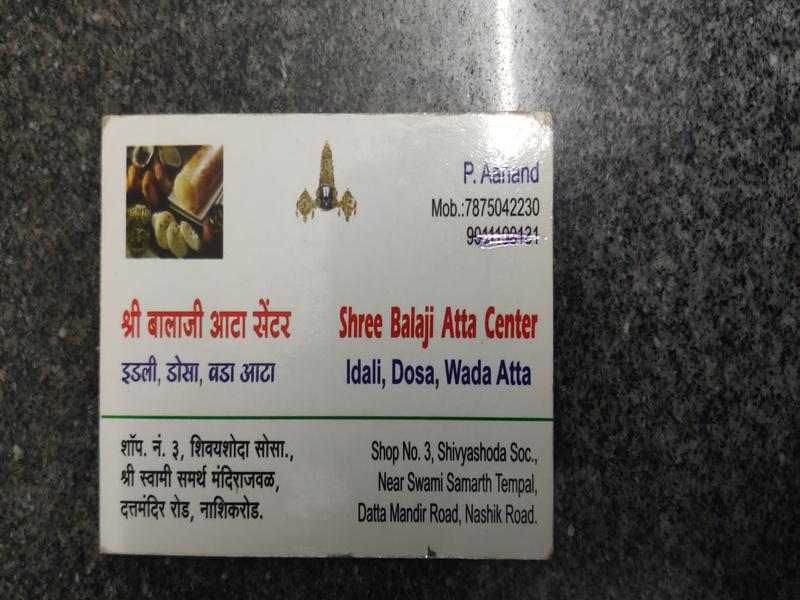 P. Aanand
Mob.:7875042230
श्री बालाजी आटा सेंटर
Shree Balaji Atta Center
इडली, डोसा, वडा आटा
Idali, Dosa, Wada Atta
शॉप. नं. ३, शिवयशोदा सोसा.,
श्री स्वामी समर्थ मंदिराजवळ,
दत्तमंदिर रोड, नाशिकरोड.
Shop No. 3, Shivyashoda Soc.,
Near Swami Samarth Tempal,
Datta Mandir Road, Nashik Road.